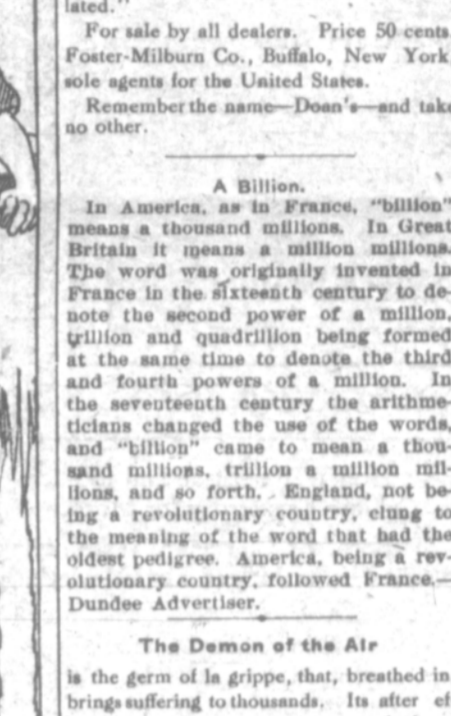 lated."
For sale by all dealers. Price 50 cents
Foster-Milburn Co., Buffalo, New York
sole agents for the United States.
Remember the name—Doan's—and take
no other.
A Billion.
In America, as in France, "billion"
means a thousand millions. In Great
Britain it means a million millions.
The word was originally invented in
France in the sixteenth century to de-
note the second power of a million,
trillion and quadrillion being formed
at the same time to denote the third
and fourth powers of a million. In
the seventeenth century the arithme-
ticians changed the use of the words,
and "billion" came to mean a thou-
sand millions, trillion a million mil-
lions, and so forth. England, not be-
ing a revolutionary country, clung to
the meaning of the word that had the
oldest pedigree. America, being a rev-
olutionary country, followed France.—
Dundee Advertiser.
The Demon of the Air
is the germ of la grippe, that, breathed in
brings suffering to thousands. Its after ef